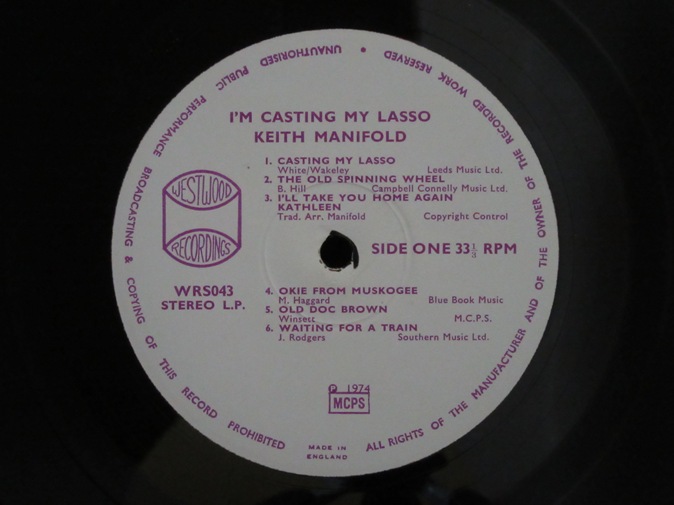 UNAUTHORISED PUBLIC PERFORMANCE BROADCASTING & COPYING OF THIS RECORD PROHIBITED
ALL RIGHTS OF THE MANUFACTURER AND OF THE OWNER OF THE RECORDED WORK RESERVED •
I'M CASTING MY LASSO
KEITH MANIFOLD
1. CASTING MY LASSO
White/Wakeley Leeds Music Ltd.
2. THE OLD SPINNING WHEEL
B. Hill Campbell Connelly Music Ltd.
3. I'LL TAKE YOU HOME AGAIN
KATHLEEN
Trad. Arr. Manifold Copyright Control
WESTWOOD
RECORDINGS
SIDE ONE 33⅓ RPM
WRS043
STEREO L.P.
4. OKIE FROM MUSKOGEE
M. Haggard Blue Book Music
5. OLD DOC BROWN
Winsett M.C.P.S.
6. WAITING FOR A TRAIN
J. Rodgers Southern Music Ltd.
℗ 1974
MCPS
MADE IN
ENGLAND